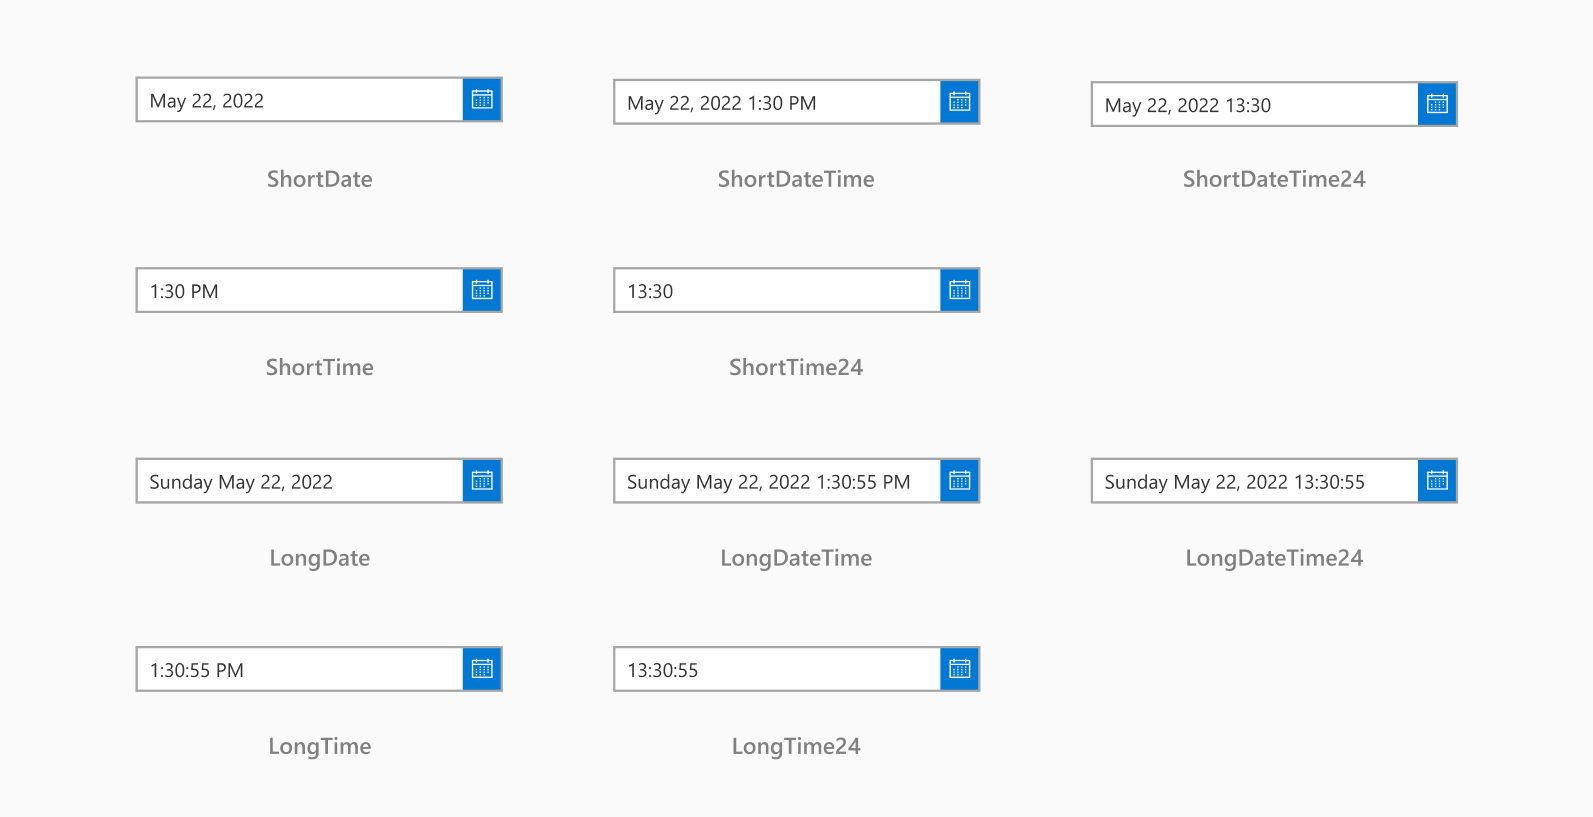 May 22, 2022
May 22, 2022 1:30 PM
May 22, 2022 13:30
ShortDate
ShortDateTime
ShortDateTime24
1:30 PM
13:30
ShortTime
ShortTime24
Sunday May 22, 2022
Sunday May 22, 2022 1:30:55 PM
Sunday May 22, 2022 13:30:55
LongDate
LongDateTime
LongDateTime24
1:30:55 PM
13:30:55
LongTime
LongTime24